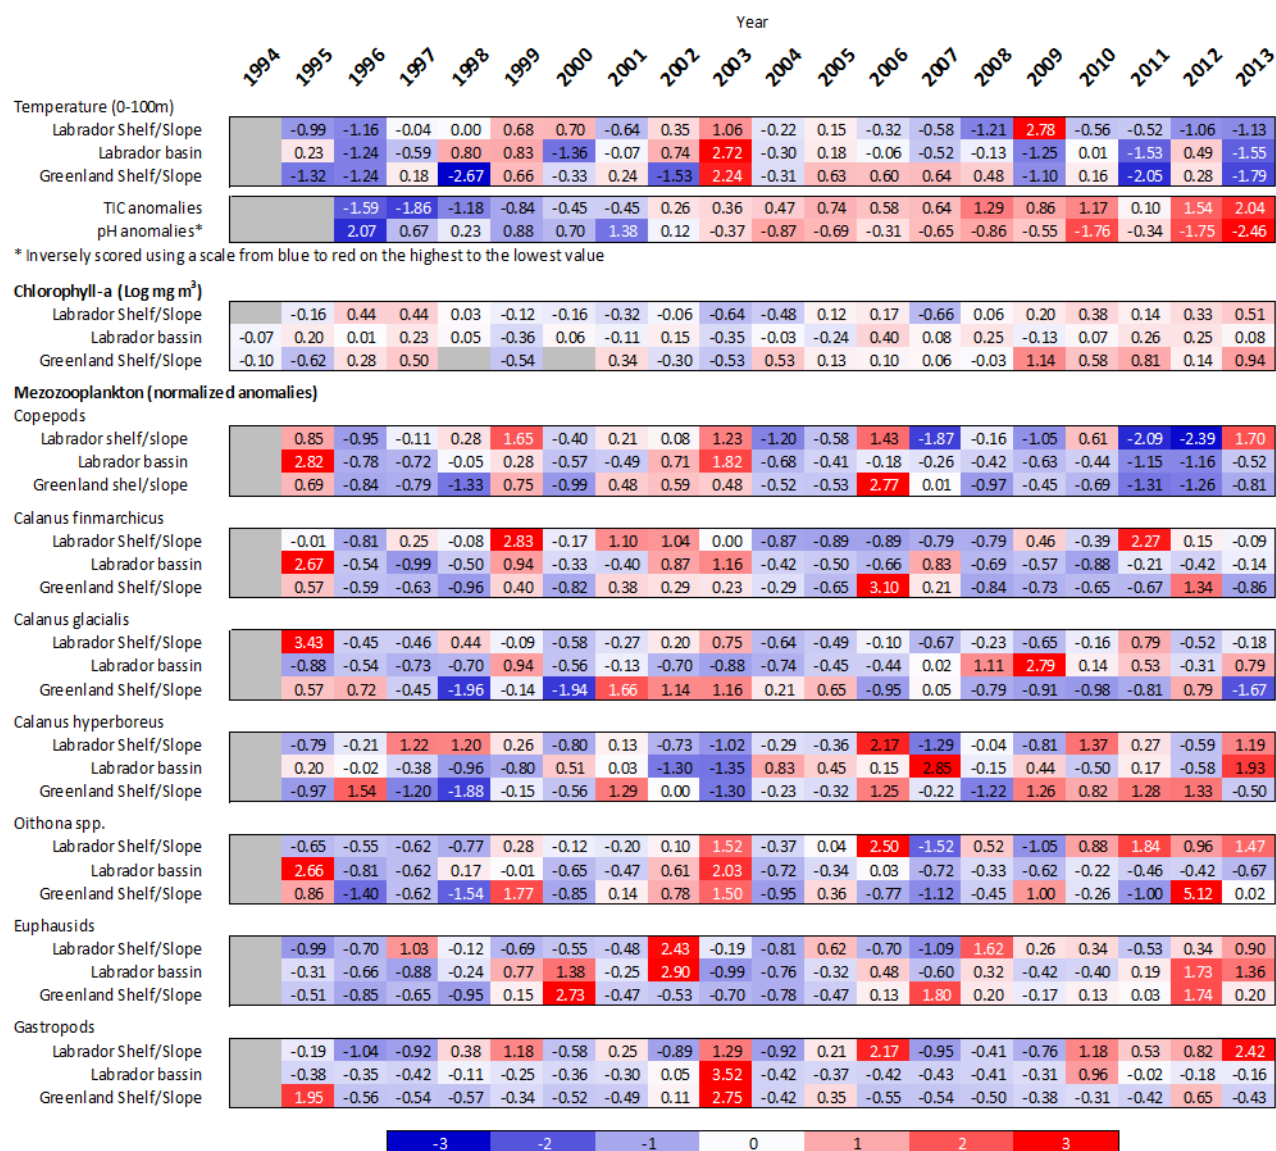 Year
1994 1995 1996 1997 1998 1999 2000 2001 2002 2003 2004 2005 2006 2007 2008 2009 2010 2011 2012 2013
Temperature (0-100m)
Labrador Shelf/Slope -0.99 -1.16 -0.04 0.00 0.68 0.70 -0.64 0.35 1.06 -0.22 0.15 -0.32 -0.58 -1.21 2.78 -0.56 -0.52 -1.06 -1.13
Labrador basin 0.23 -1.24 -0.59 0.80 0.83 -1.36 -0.07 0.74 2.72 -0.30 0.18 -0.06 -0.52 -0.13 -1.25 0.01 -1.53 0.49 -1.55
Greenland Shelf/Slope -1.32 -1.24 0.18 -2.67 0.66 -0.33 0.24 -1.53 2.24 -0.31 0.63 0.60 0.64 0.48 -1.10 0.16 -2.05 0.28 -1.79
TIC anomalies -1.59 -1.86 -1.18 -0.84 -0.45 -0.45 0.26 0.36 0.47 0.74 0.58 0.64 1.29 0.86 1.17 0.10 1.54 2.04
pH anomalies* 2.07 0.67 0.23 0.88 0.70 1.38 0.12 -0.37 -0.87 -0.69 -0.31 -0.65 -0.86 -0.55 -1.76 -0.34 -1.75 -2.46
* Inversely scored using a scale from blue to red on the highest to the lowest value
Chlorophyll-a (Log mg m³)
Labrador Shelf/Slope -0.16 0.44 0.44 0.03 -0.12 -0.16 -0.32 -0.06 -0.64 -0.48 0.12 0.17 -0.66 0.06 0.20 0.38 0.14 0.33 0.51
Labrador bassin -0.07 0.20 0.01 0.23 0.05 -0.36 0.06 -0.11 0.15 -0.35 -0.03 -0.24 0.40 0.08 0.25 -0.13 0.07 0.26 0.25 0.08
Greenland Shelf/Slope -0.10 -0.62 0.28 0.50 -0.54 0.34 -0.30 -0.53 0.53 0.13 0.10 0.06 -0.03 1.14 0.58 0.81 0.14 0.94
Mezozooplankton (normalized anomalies)
Copepods
Labrador shelf/slope 0.85 -0.95 -0.11 0.28 1.65 -0.40 0.21 0.08 1.23 -1.20 -0.58 1.43 -1.87 -0.16 -1.05 0.61 -2.09 -2.39 1.70
Labrador bassin 2.82 -0.78 -0.72 -0.05 0.28 -0.57 -0.49 0.71 1.82 -0.68 -0.41 -0.18 -0.26 -0.42 -0.63 -0.44 -1.15 -1.16 -0.52
Greenland shel/slope 0.69 -0.84 -0.79 -1.33 0.75 -0.99 0.48 0.59 0.48 -0.52 -0.53 2.77 0.01 -0.97 -0.45 -0.69 -1.31 -1.26 -0.81
Calanus finmarchicus
Labrador Shelf/Slope -0.01 -0.81 0.25 -0.08 2.83 -0.17 1.10 1.04 0.00 -0.87 -0.89 -0.89 -0.79 -0.79 0.46 -0.39 2.27 0.15 -0.09
Labrador bassin 2.67 -0.54 -0.99 -0.50 0.94 -0.33 -0.40 0.87 1.16 -0.42 -0.50 -0.66 0.83 -0.69 -0.57 -0.88 -0.21 -0.42 -0.14
Greenland Shelf/Slope 0.57 -0.59 -0.63 -0.96 0.40 -0.82 0.38 0.29 0.23 -0.29 -0.65 3.10 0.21 -0.84 -0.73 -0.65 -0.67 1.34 -0.86
Calanus glacialis
Labrador Shelf/Slope 3.43 -0.45 -0.46 0.44 -0.09 -0.58 -0.27 0.20 0.75 -0.64 -0.49 -0.10 -0.67 -0.23 -0.65 -0.16 0.79 -0.52 -0.18
Labrador bassin -0.88 -0.54 -0.73 -0.70 0.94 -0.56 -0.13 -0.70 -0.88 -0.74 -0.45 -0.44 0.02 1.11 2.79 0.14 0.53 -0.31 0.79
Greenland Shelf/Slope 0.57 0.72 -0.45 -1.96 -0.14 -1.94 1.66 1.14 1.16 0.21 0.65 -0.95 0.05 -0.79 -0.91 -0.98 -0.81 0.79 -1.67
Calanus hyperboreus
Labrador Shelf/Slope -0.79 -0.21 1.22 1.20 0.26 -0.80 0.13 -0.73 -1.02 -0.29 -0.36 2.17 -1.29 -0.04 -0.81 1.37 0.27 -0.59 1.19
Labrador bassin 0.20 -0.02 -0.38 -0.96 -0.80 0.51 0.03 -1.30 -1.35 0.83 0.45 0.15 2.85 -0.15 0.44 -0.50 0.17 -0.58 1.93
Greenland Shelf/Slope -0.97 1.54 -1.20 -1.88 -0.15 -0.56 1.29 0.00 -1.30 -0.23 -0.32 1.25 -0.22 -1.22 1.26 0.82 1.28 1.33 -0.50
Oithona spp.
Labrador Shelf/Slope -0.65 -0.55 -0.62 -0.77 0.28 -0.12 -0.20 0.10 1.52 -0.37 0.04 2.50 -1.52 0.52 -1.05 0.88 1.84 0.96 1.47
Labrador bassin 2.66 -0.81 -0.62 0.17 -0.01 -0.65 -0.47 0.61 2.03 -0.72 -0.34 0.03 -0.72 -0.33 -0.62 -0.22 -0.46 -0.42 -0.67
Greenland Shelf/Slope 0.86 -1.40 -0.62 -1.54 1.77 -0.85 0.14 0.78 1.50 -0.95 0.36 -0.77 -1.12 -0.45 1.00 -0.26 -1.00 5.12 0.02
Euphausids
Labrador Shelf/Slope -0.99 -0.70 1.03 -0.12 -0.69 -0.55 -0.48 2.43 -0.19 -0.81 0.62 -0.70 -1.09 1.62 0.26 0.34 -0.53 0.34 0.90
Labrador bassin -0.31 -0.66 -0.88 -0.24 0.77 1.38 -0.25 2.90 -0.99 -0.76 -0.32 0.48 -0.60 0.32 -0.42 -0.40 0.19 1.73 1.36
Greenland Shelf/Slope -0.51 -0.85 -0.65 -0.95 0.15 2.73 -0.47 -0.53 -0.70 -0.78 -0.47 0.13 1.80 0.20 -0.17 0.13 0.03 1.74 0.20
Gastropods
Labrador Shelf/Slope -0.19 -1.04 -0.92 0.38 1.18 -0.58 0.25 -0.89 1.29 -0.92 0.21 2.17 -0.95 -0.41 -0.76 1.18 0.53 0.82 2.42
Labrador bassin -0.38 -0.35 -0.42 -0.11 -0.25 -0.36 -0.30 0.05 3.52 -0.42 -0.37 -0.42 -0.43 -0.41 -0.31 0.96 -0.02 -0.18 -0.16
Greenland Shelf/Slope 1.95 -0.56 -0.54 -0.57 -0.34 -0.52 -0.49 0.11 2.75 -0.42 0.35 -0.55 -0.54 -0.50 -0.38 -0.31 -0.42 0.65 -0.43
-3 -2 -1 0 1 2 3